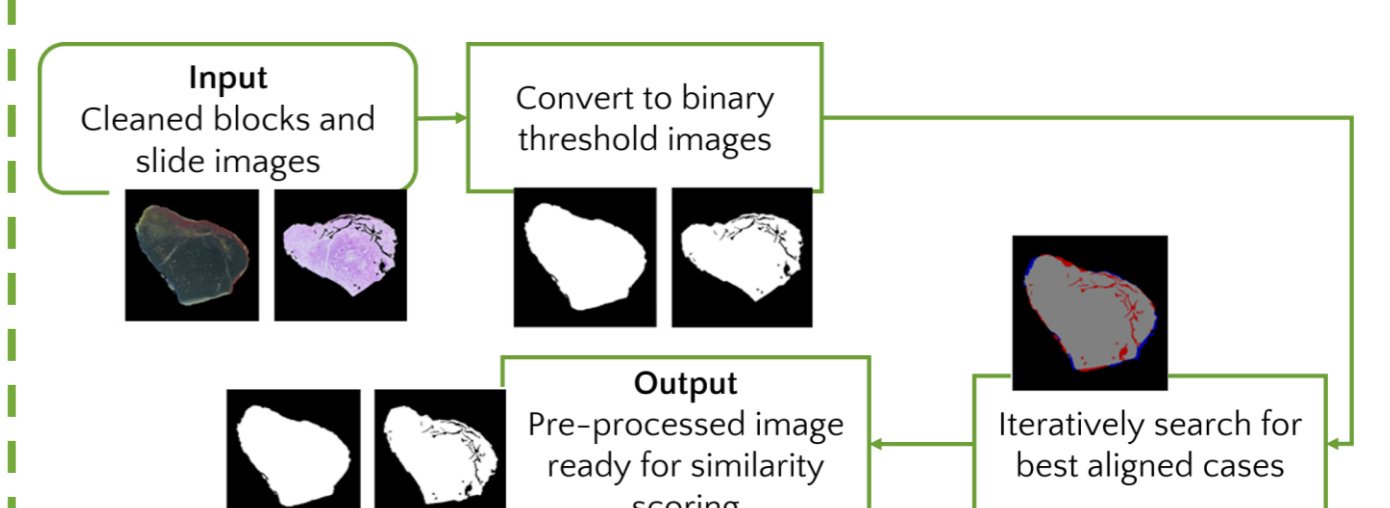 Input
Cleaned blocks and
slide images
Convert to binary
threshold images
Iteratively search for
best aligned cases
Output
Pre-processed image
ready for similarity
scoring